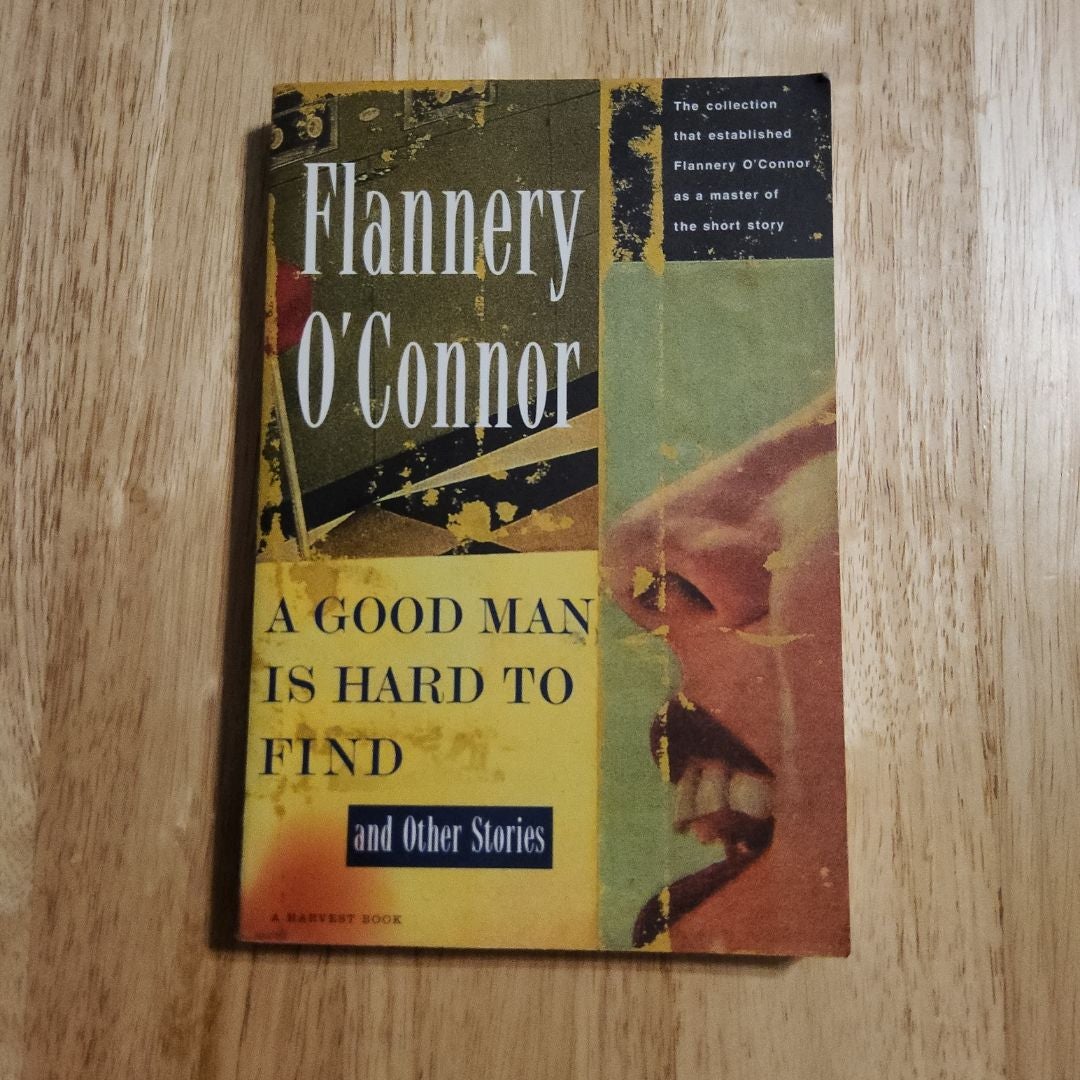 The collection
that established
Flannery O'Connor
as a master of
the short story
Flannery
O'Connor
A GOOD MAN
IS HARD TO
FIND
and Other Stories
A HARVEST BOOK